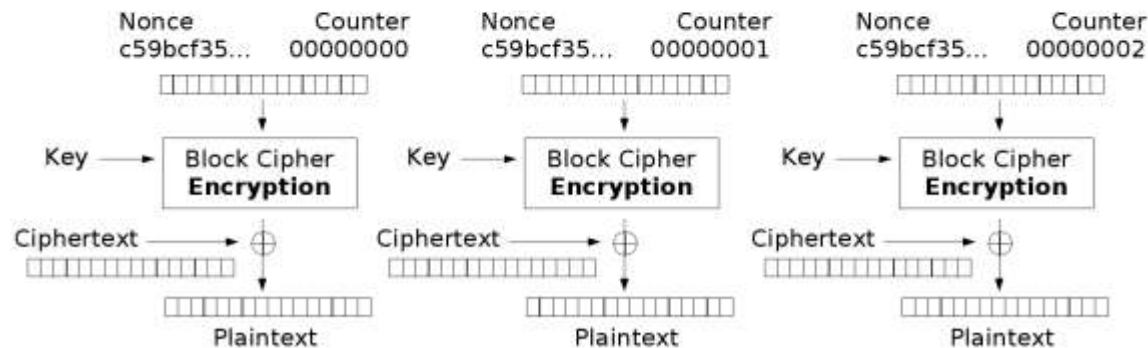 Nonce Counter Nonce Counter Nonce Counter
c59bcf35... 00000000 c59bcf35... 00000001 c59bcf35... 00000002
Key Block Cipher Key Block Cipher Key Block Cipher
Encryption Encryption Encryption
Ciphertext Ciphertext Ciphertext
Plaintext Plaintext Plaintext